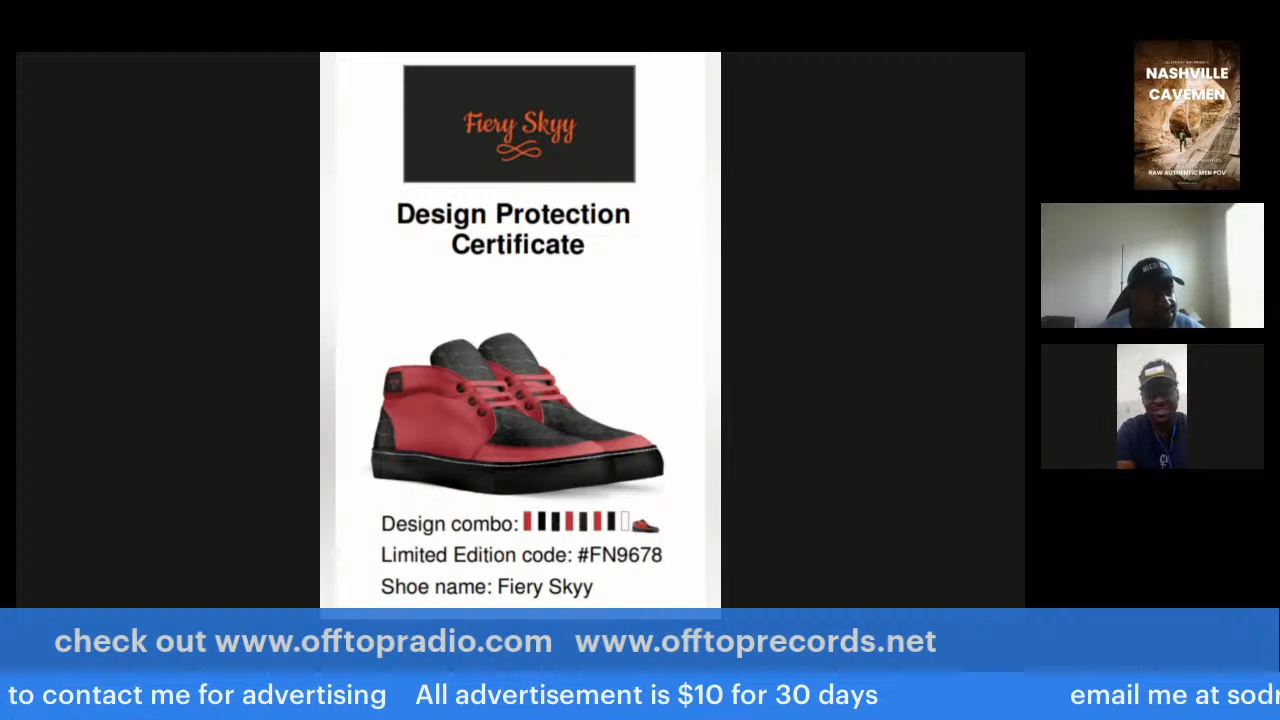 Fiery Skyy
Design Protection
Certificate
Design combo:
Limited Edition code: #FN9678
Shoe name: Fiery Skyy
NASHVILLE
CAVEMEN
RAW AUTHENTIC MEN POV
check out www.offtopradio.com www.offtoprecords.net
to contact me for advertising All advertisement is $10 for 30 days email me at